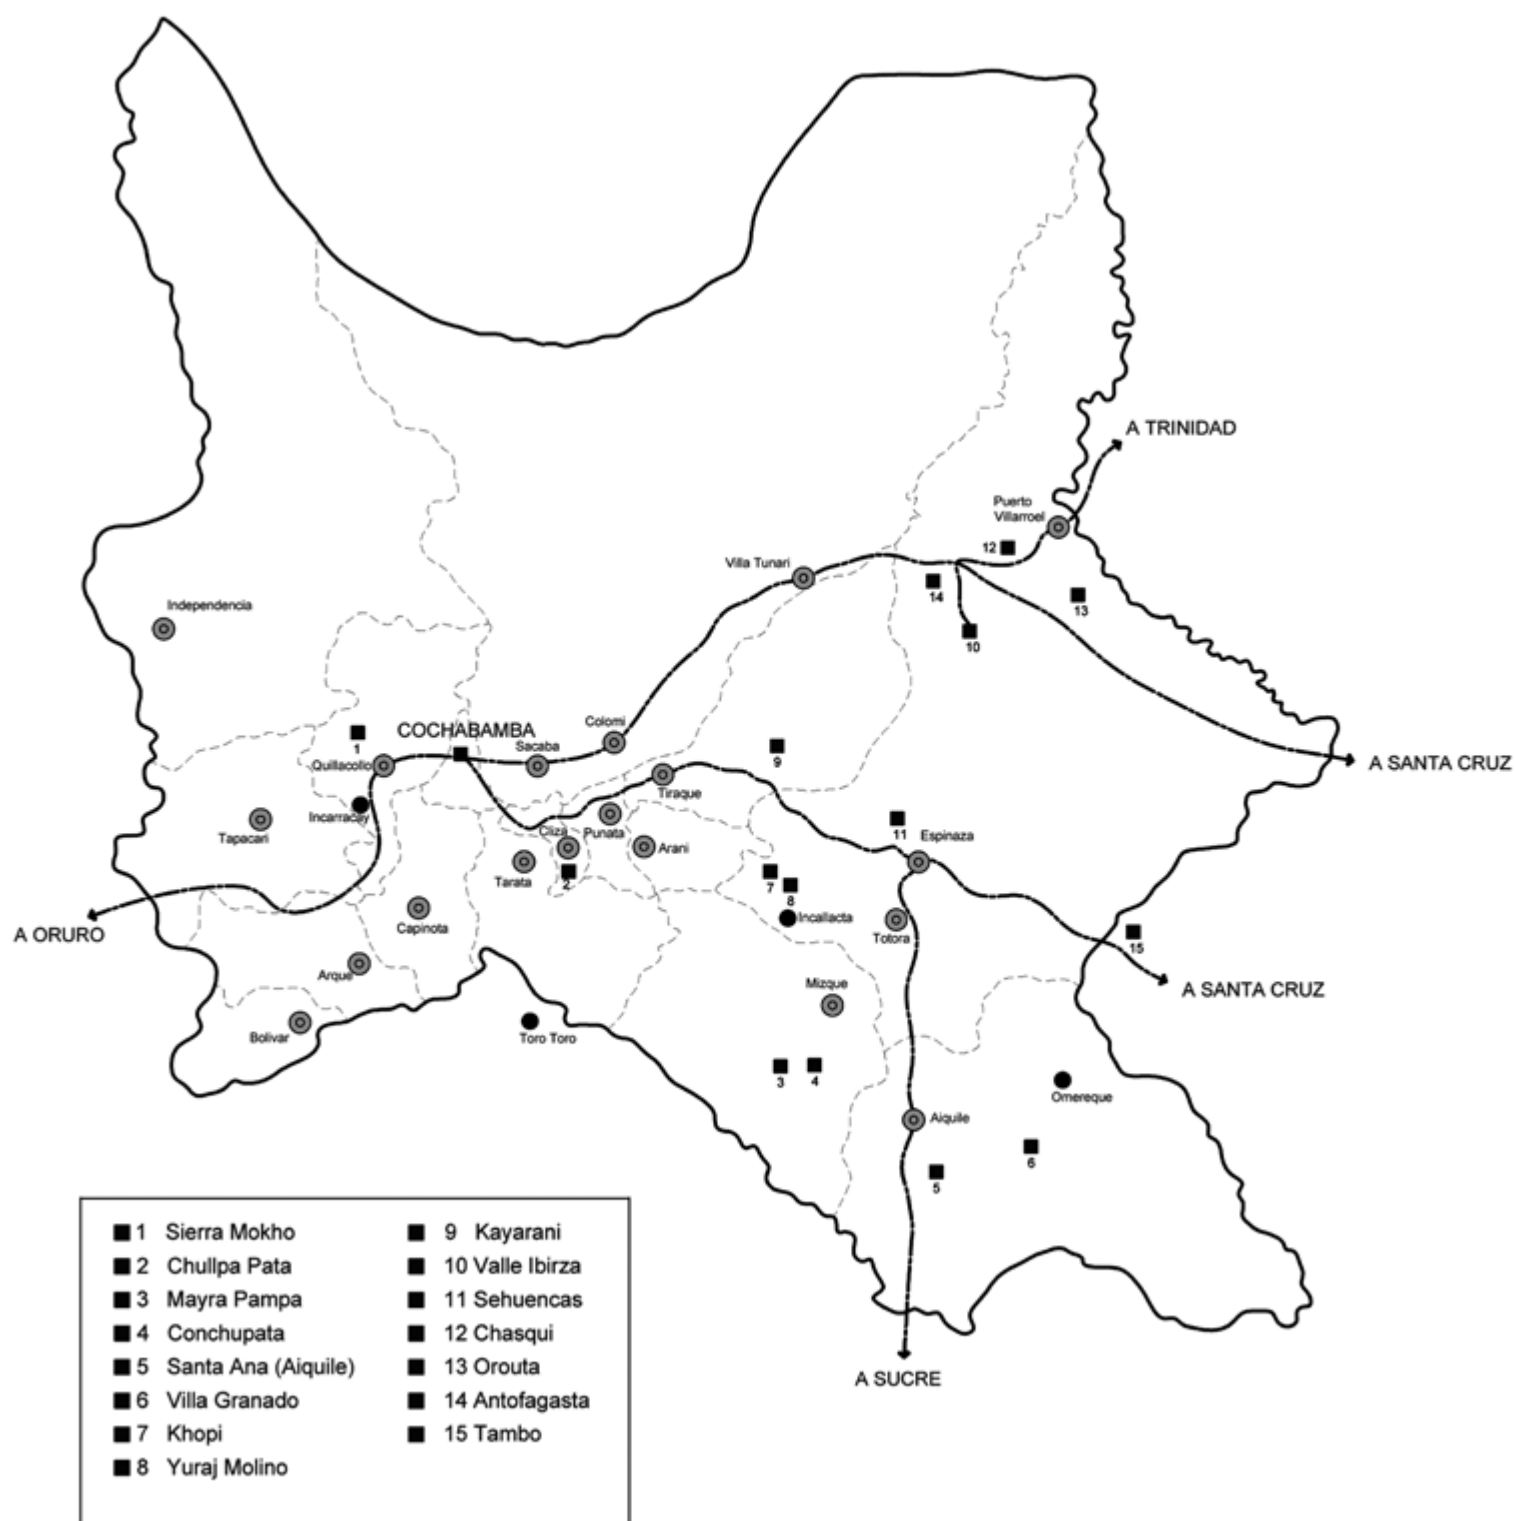 A TRINIDAD
Puerto
Villarroel
12
Villa Tunari
14
13
10
Independencia
1
COCHABAMBA
Colomi
Sacaba
Quillacollo
9
A SANTA CRUZ
Tiraque
Incarracay
Tapacari
Cliza
Punata
11
Espinaza
Arani
Tarata
2
7
8
Capinota
Incallacta
Totora
15
A ORURO
Arque
Mizque
A SANTA CRUZ
Bolivar
Toro Toro
3
4
Omereque
Aiquile
6
5
A SUCRE
1 Sierra Mokho
2 Chullpa Pata
3 Mayra Pampa
4 Conchupata
5 Santa Ana (Aiquile)
6 Villa Granado
7 Khopi
8 Yuraj Molino
9 Kayarani
10 Valle Ibirza
11 Sehuencas
12 Chasqui
13 Orouta
14 Antofagasta
15 Tambo